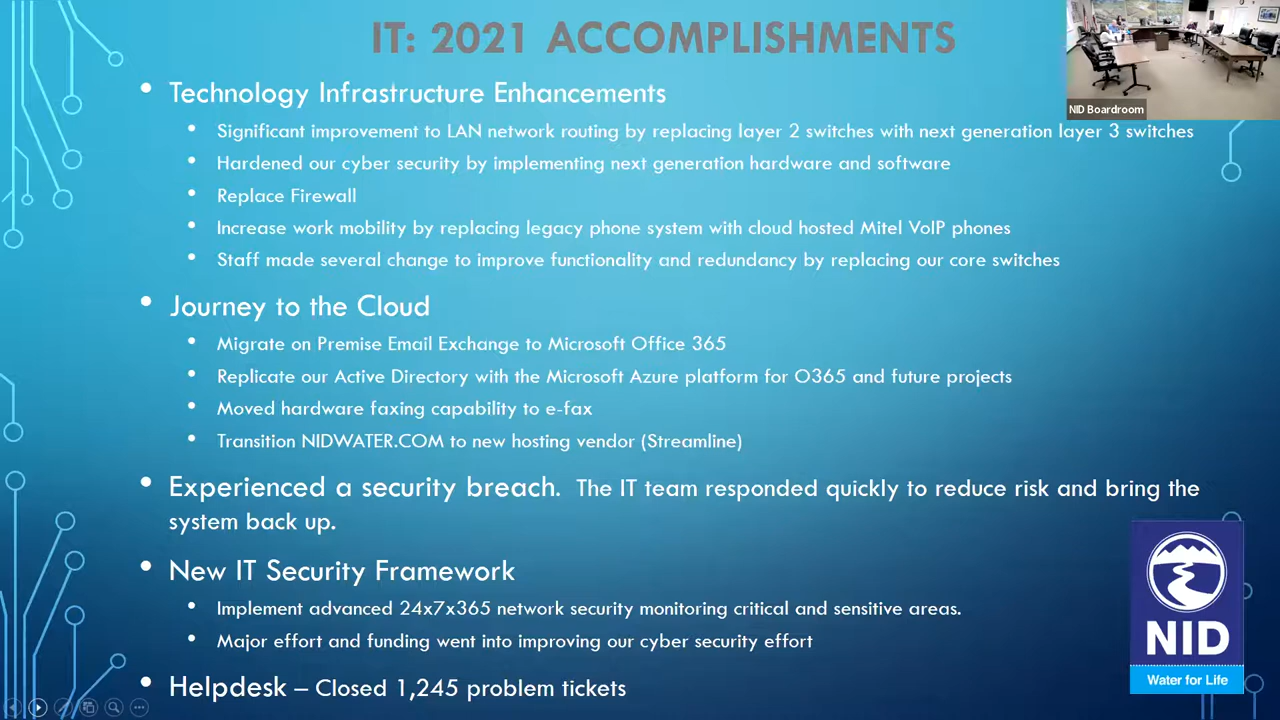 IT: 2021 ACCOMPLISHMENTS
NID Boardroom
• Technology Infrastructure Enhancements
• Significant improvement to LAN network routing by replacing layer 2 switches with next generation layer 3 switches
• Hardened our cyber security by implementing next generation hardware and software
• Replace Firewall
• Increase work mobility by replacing legacy phone system with cloud hosted Mitel VoIP phones
• Staff made several change to improve functionality and redundancy by replacing our core switches
• Journey to the Cloud
• Migrate on Premise Email Exchange to Microsoft Office 365
• Replicate our Active Directory with the Microsoft Azure platform for O365 and future projects
• Moved hardware faxing capability to e-fax
• Transition NIDWATER.COM to new hosting vendor (Streamline)
• Experienced a security breach. The IT team responded quickly to reduce risk and bring the
system back up.
• New IT Security Framework
• Implement advanced 24x7x365 network security monitoring critical and sensitive areas.
• Major effort and funding went into improving our cyber security effort
• Helpdesk – Closed 1,245 problem tickets
NID
Water for Life